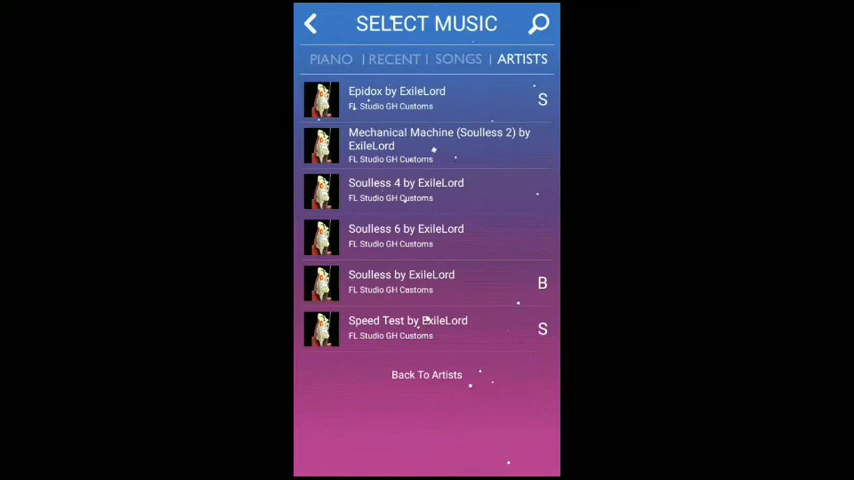 SELECT MUSIC
PIANO | RECENT | SONGS | ARTISTS
Epidox by ExileLord
FL Studio GH Customs
S
Mechanical Machine (Soulless 2) by
ExileLord
FL Studio GH Customs
Soulless 4 by ExileLord
FL Studio GH Customs
Soulless 6 by ExileLord
FL Studio GH Customs
Soulless by ExileLord
FL Studio GH Customs
B
Speed Test by ExileLord
FL Studio GH Customs
S
Back To Artists